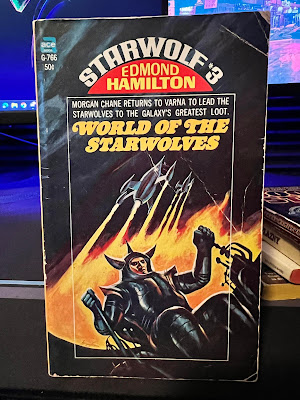 ace
G-766
50¢
STARWOLF #3
EDMOND
HAMILTON
MORGAN CHANE RETURNS TO VARNA TO LEAD THE
STARWOLVES TO THE GALAXY'S GREATEST LOOT.
WORLD OF THE
STARWOLVES